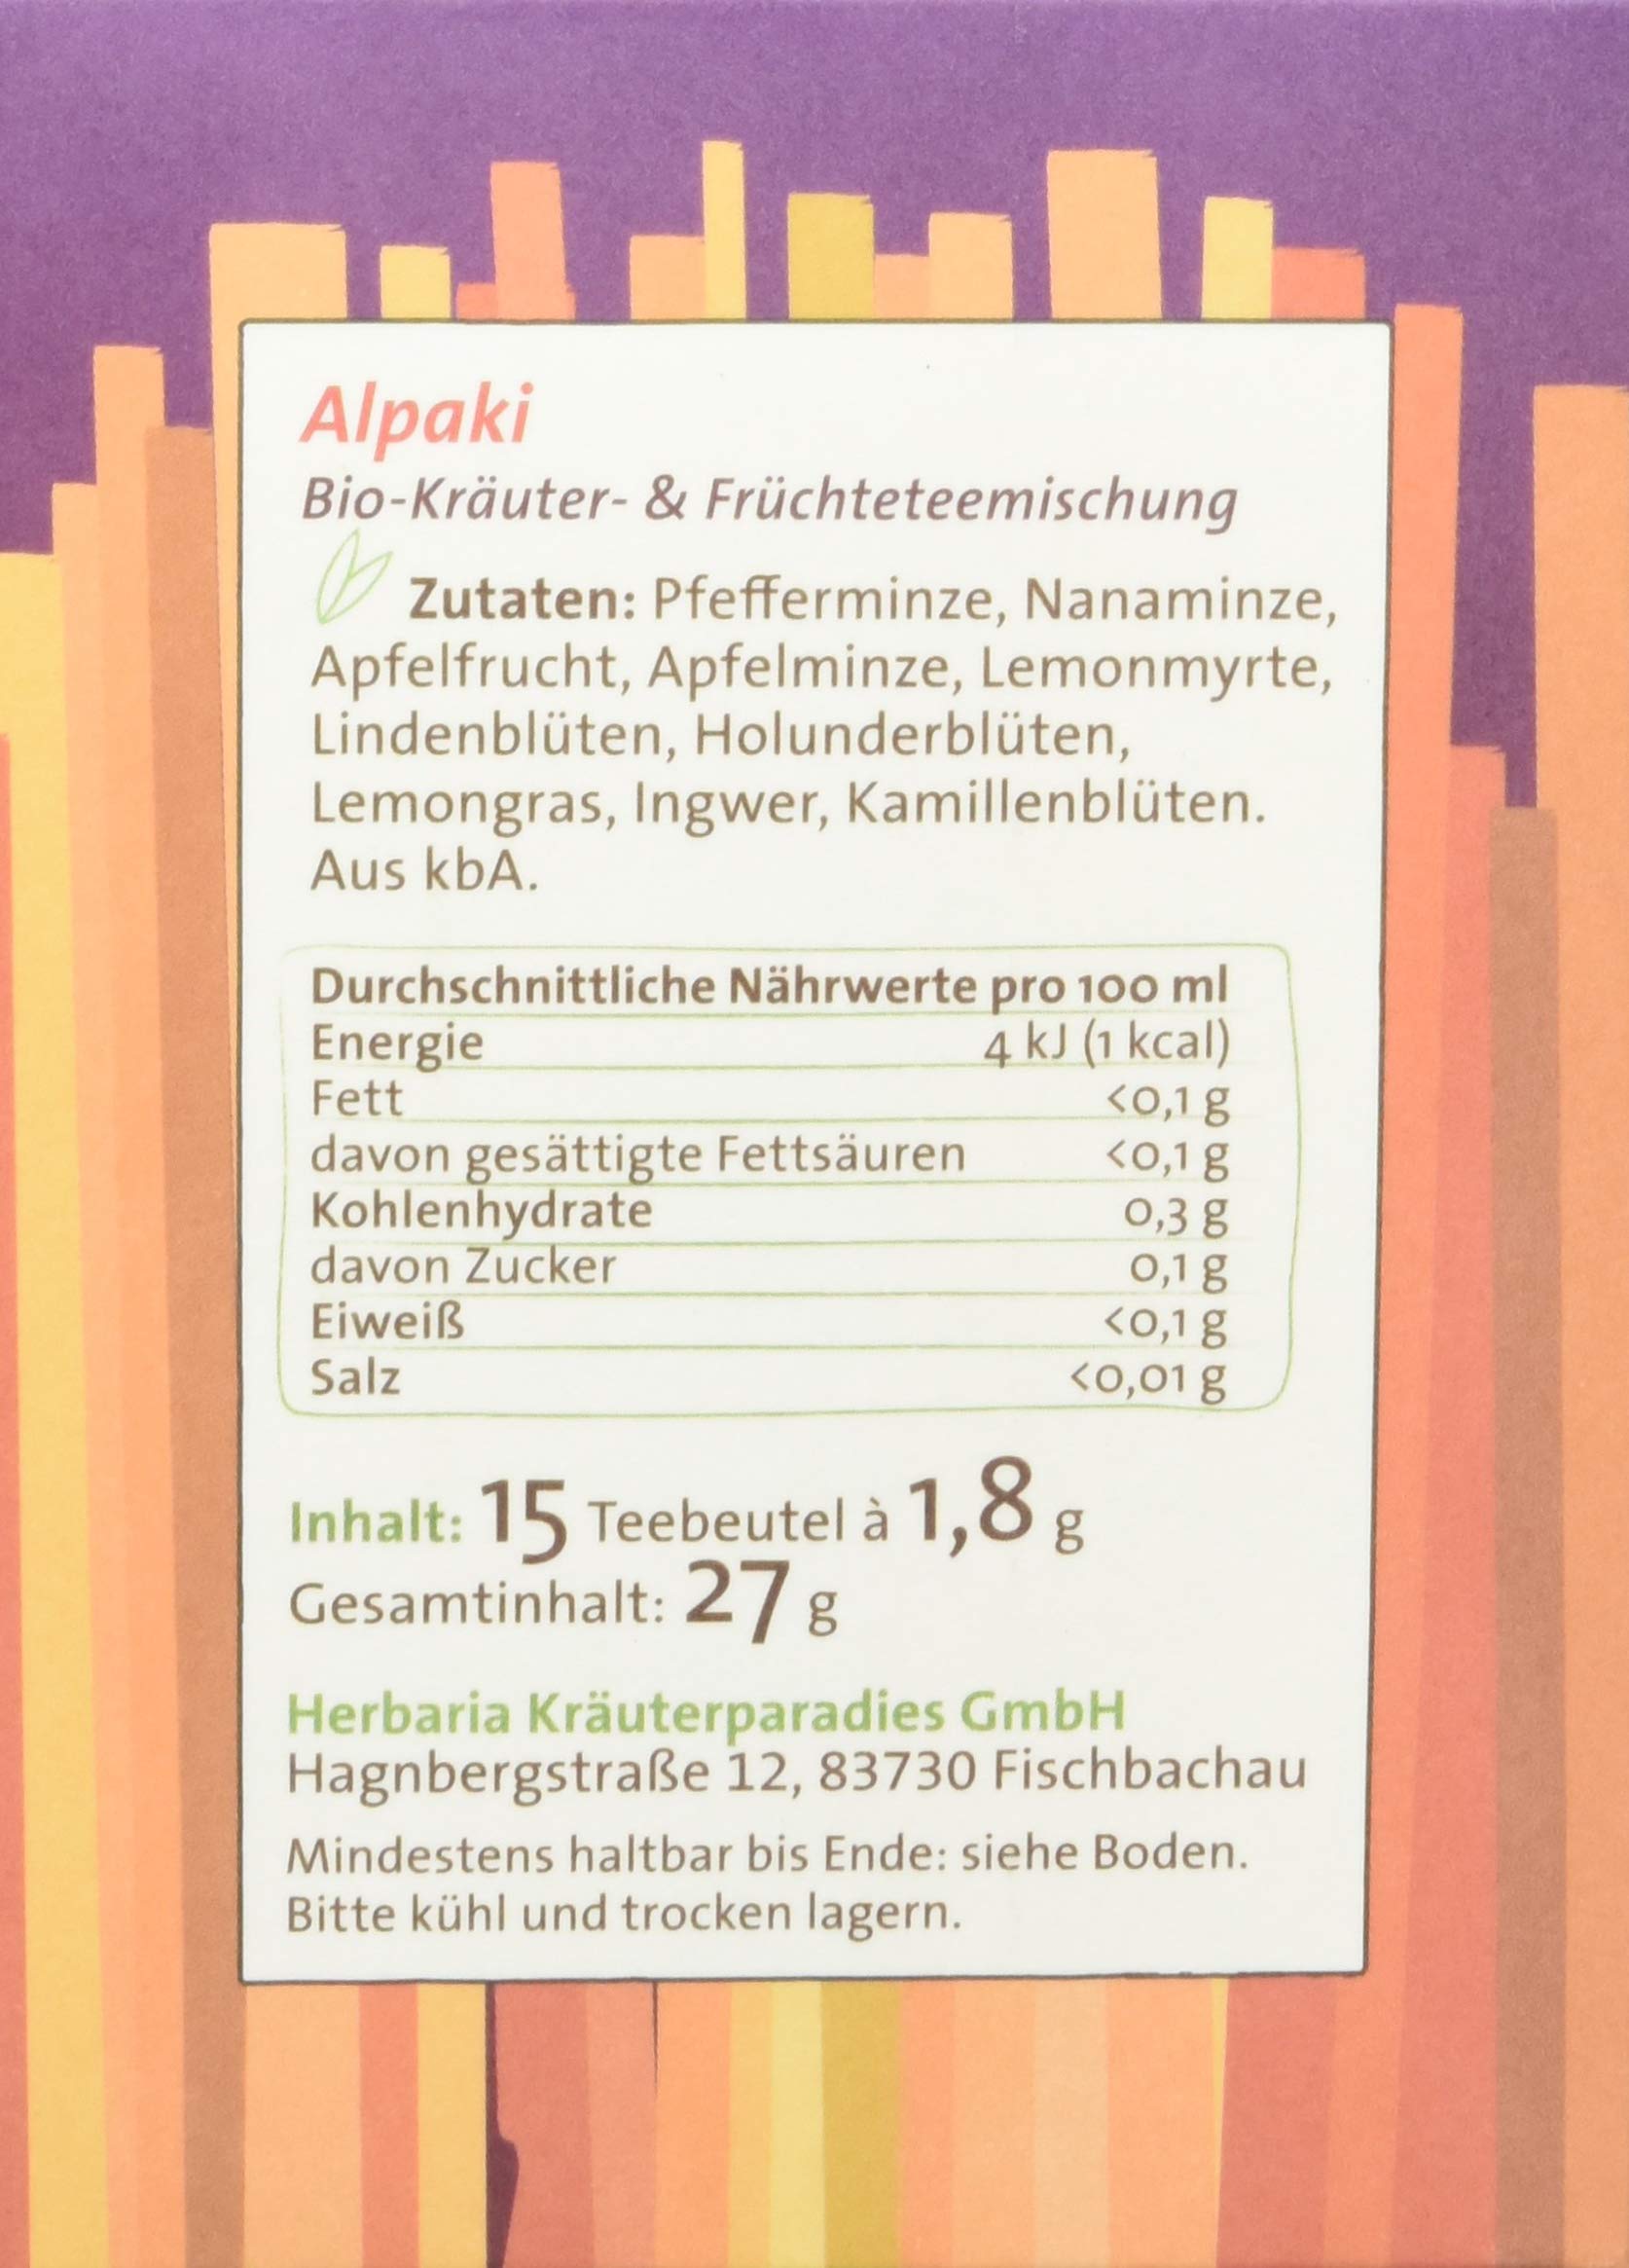 Alpaki
Bio-Kräuter- & Früchteteemischung
Zutaten: Pfefferminze, Nanaminze,
Apfelfrucht, Apfelminze, Lemonmyrte,
Lindenblüten, Holunderblüten,
Lemongras, Ingwer, Kamillenblüten.
Aus kbA.
Durchschnittliche Nährwerte pro 100 ml
Energie 4 kJ (1 kcal)
Fett <0,1 g
davon gesättigte Fettsäuren <0,1 g
Kohlenhydrate 0,3 g
davon Zucker 0,1 g
Eiweiß <0,1 g
Salz <0,01 g
Inhalt: 15 Teebeutel à 1,8 g
Gesamtinhalt: 27 g
Herbaria Kräuterparadies GmbH
Hagnbergstraße 12, 83730 Fischbachau
Mindestens haltbar bis Ende: siehe Boden.
Bitte kühl und trocken lagern.